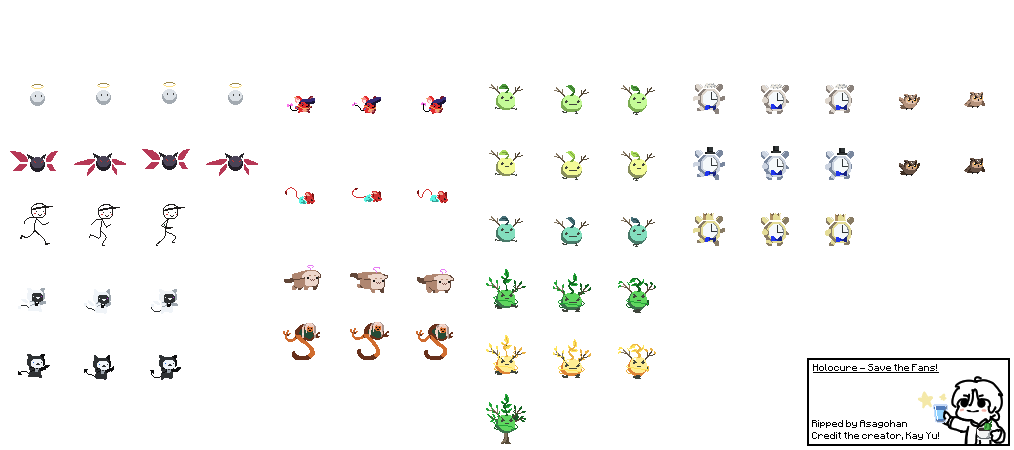 Holocure - Save the Fans!
Ripped by Asagohan
Credit the creator, Kay Yu!